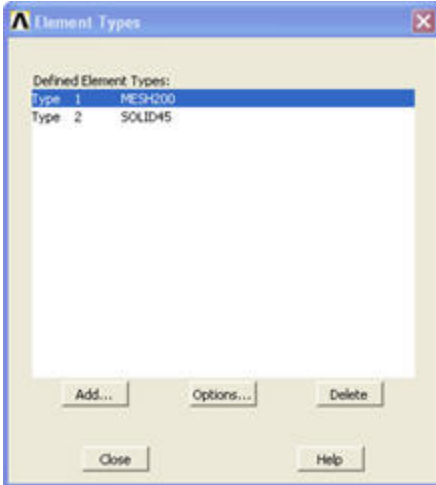 Element Types
Defined Element Types:
Type 1 MESH200
Type 2 SOLID45
Add... Options... Delete
Close Help